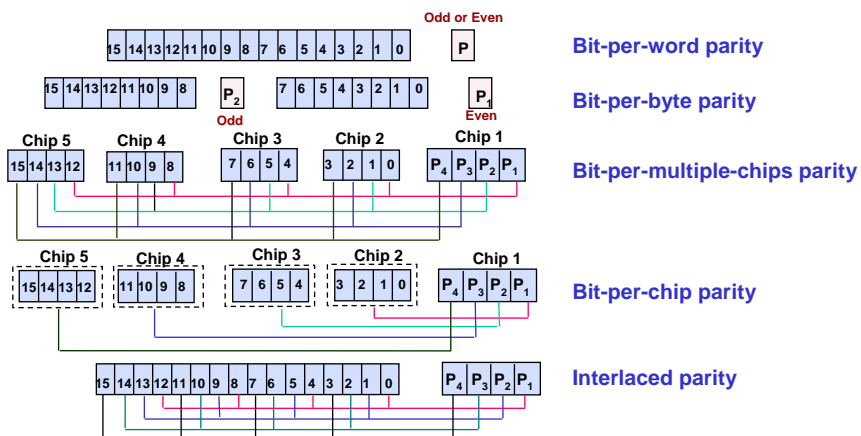 Odd or Even
15 14 13 12 11 10 9 8 7 6 5 4 3 2 1 0 P Bit-per-word parity
15 14 13 12 11 10 9 8 P2 7 6 5 4 3 2 1 0 P1 Bit-per-byte parity
Odd Even
Chip 5 Chip 4 Chip 3 Chip 2 Chip 1
15 14 13 12 11 10 9 8 7 6 5 4 3 2 1 0 P4 P3 P2 P1 Bit-per-multiple-chips parity
Chip 5 Chip 4 Chip 3 Chip 2 Chip 1
15 14 13 12 11 10 9 8 7 6 5 4 3 2 1 0 P4 P3 P2 P1 Bit-per-chip parity
15 14 13 12 11 10 9 8 7 6 5 4 3 2 1 0 P4 P3 P2 P1 Interlaced parity